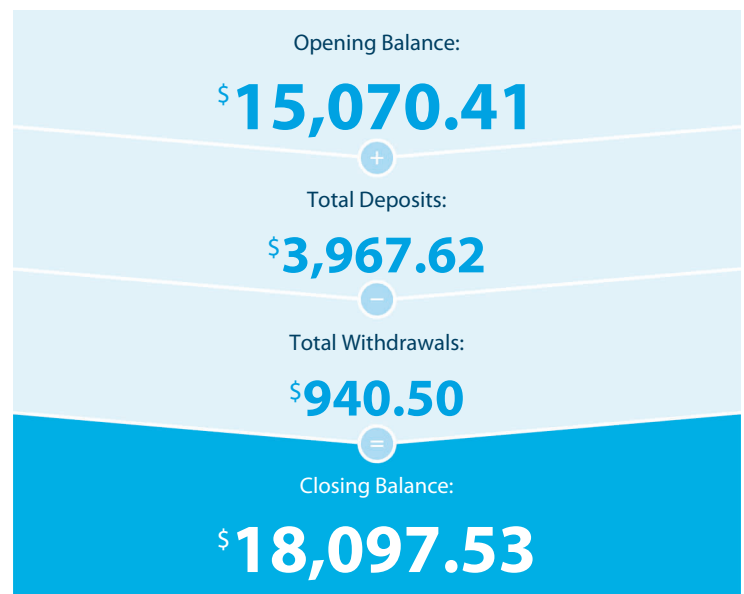 Opening Balance:
$15,070.41
+
Total Deposits:
$3,967.62
−
Total Withdrawals:
$940.50
=
Closing Balance:
$18,097.53